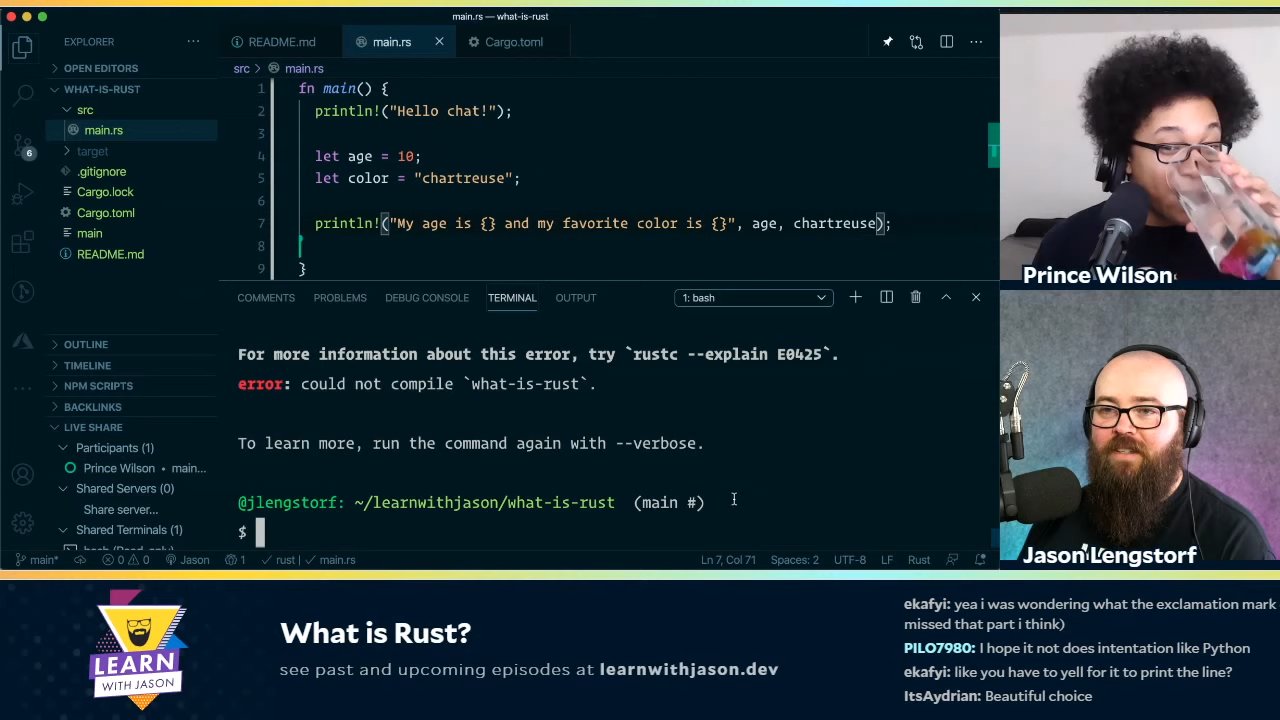 main.rs — what-is-rust
EXPLORER
README.md
main.rs
Cargo.toml
OPEN EDITORS
WHAT-IS-RUST
src
main.rs
target
.gitignore
Cargo.lock
Cargo.toml
main
README.md
OUTLINE
TIMELINE
NPM SCRIPTS
BACKLINKS
LIVE SHARE
Participants (1)
Prince Wilson • main...
Shared Servers (0)
Share server...
Shared Terminals (1)
6
src > main.rs
1 fn main() {
2 println!("Hello chat!");
3
4 let age = 10;
5 let color = "chartreuse";
6
7 println!("My age is {} and my favorite color is {}", age, chartreuse);
8
9 }
COMMENTS PROBLEMS DEBUG CONSOLE TERMINAL OUTPUT 1: bash
For more information about this error, try `rustc --explain E0425`.
error: could not compile `what-is-rust`.
To learn more, run the command again with --verbose.
@jlengstorf: ~/learnwithjason/what-is-rust (main #)
$
main* 0 0 Jason 1 rust | main.rs Ln 7, Col 71 Spaces: 2 UTF-8 LF Rust
Prince Wilson
Jason Lengstorf
LEARN
WITH JASON
What is Rust?
see past and upcoming episodes at learnwithjason.dev
ekafyi: yea i was wondering what the exclamation mark
missed that part i think)
PILO7980: I hope it not does intentation like Python
ekafyi: like you have to yell for it to print the line?
ItsAydrian: Beautiful choice